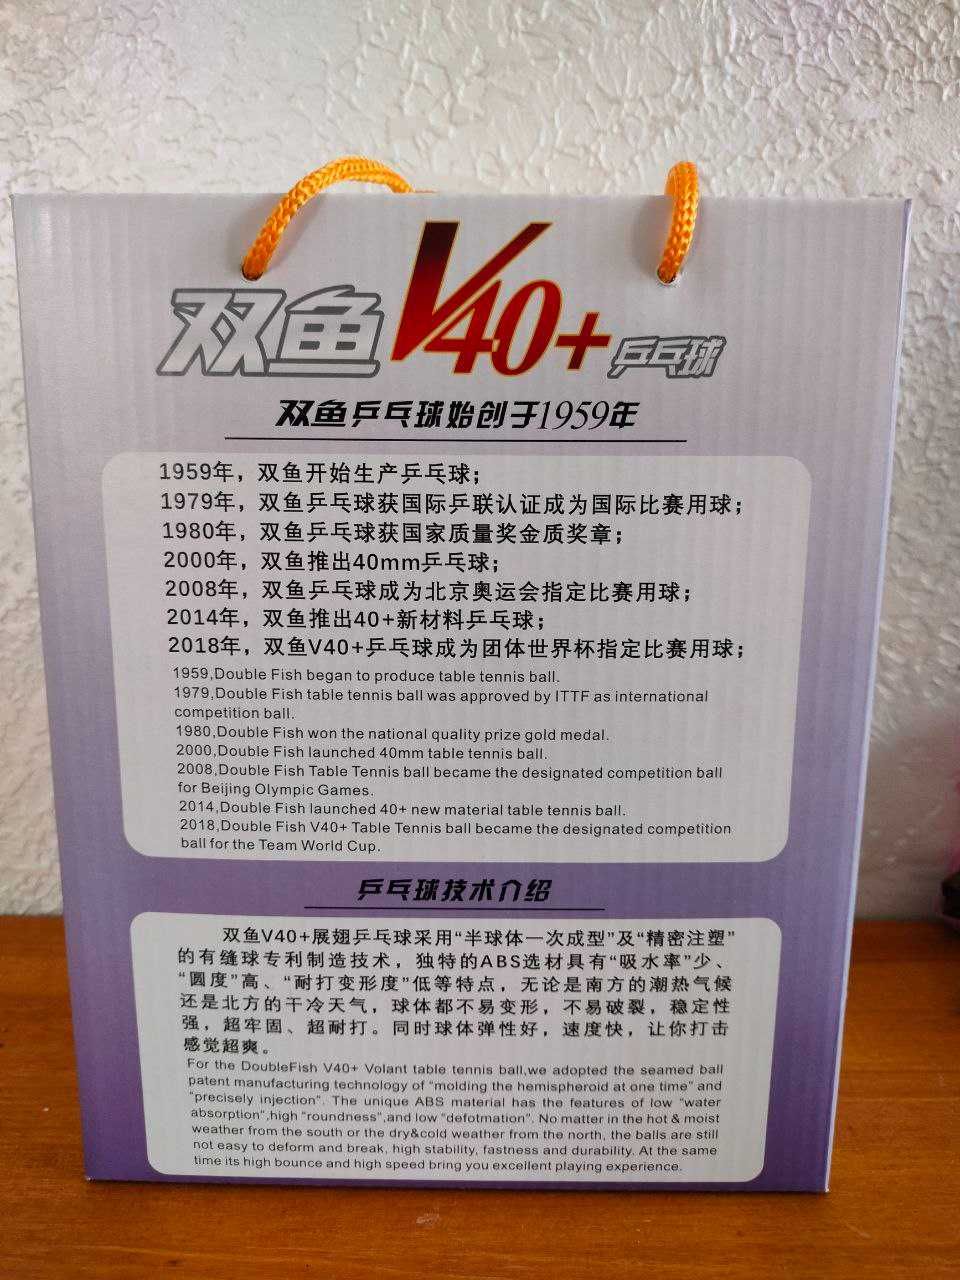 双鱼V40+乒乓球
双鱼乒乓球始创于1959年
1959年，双鱼开始生产乒乓球；
1979年，双鱼乒乓球获国际乒联认证成为国际比赛用球；
1980年，双鱼乒乓球获国家质量奖金质奖章；
2000年，双鱼推出40mm乒乓球；
2008年，双鱼乒乓球成为北京奥运会指定比赛用球；
2014年，双鱼推出40+新材料乒乓球；
2018年，双鱼V40+乒乓球成为团体世界杯指定比赛用球；
1959,Double Fish began to produce table tennis ball.
1979,Double Fish table tennis ball was approved by ITTF as international
competition ball.
1980,Double Fish won the national quality prize gold medal.
2000,Double Fish launched 40mm table tennis ball.
2008,Double Fish Table Tennis ball became the designated competition ball
for Beijing Olympic Games.
2014,Double Fish launched 40+ new material table tennis ball.
2018,Double Fish V40+ Table Tennis ball became the designated competition
ball for the Team World Cup.
乒乓球技术介绍
双鱼V40+展翅乒乓球采用“半球体一次成型”及“精密注塑”
的有缝球专利制造技术，独特的ABS选材具有“吸水率”少、
“圆度”高、“耐打变形度”低等特点，无论是南方的潮热气候
还是北方的干冷天气，球体都不易变形，不易破裂，稳定性
强，超牢固、超耐打。同时球体弹性好，速度快，让你打击
感觉超爽。
For the DoubleFish V40+ Volant table tennis ball,we adopted the seamed ball
patent manufacturing technology of “molding the hemispheroid at one time” and
“precisely injection”. The unique ABS material has the features of low “water
absorption”,high “roundness”,and low “defotmation”. No matter in the hot & moist
weather from the south or the dry&cold weather from the north, the balls are still
not easy to deform and break, high stability, fastness and durability. At the same
time its high bounce and high speed bring you excellent playing experience.